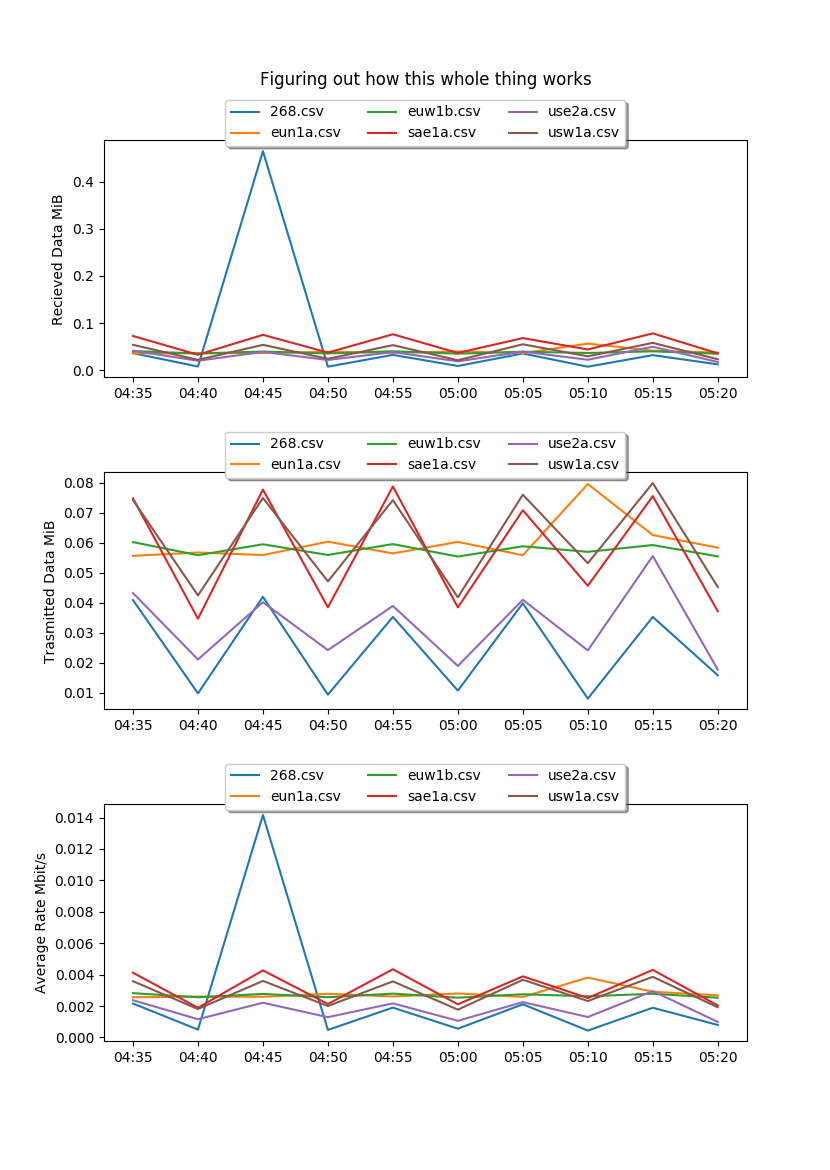 Figuring out how this whole thing works
268.csv euw1b.csv use2a.csv
eun1a.csv sae1a.csv usw1a.csv
Recieved Data MiB
0.4
0.3
0.2
0.1
0.0
04:35 04:40 04:45 04:50 04:55 05:00 05:05 05:10 05:15 05:20
268.csv euw1b.csv use2a.csv
eun1a.csv sae1a.csv usw1a.csv
Trasmitted Data MiB
0.08
0.07
0.06
0.05
0.04
0.03
0.02
0.01
04:35 04:40 04:45 04:50 04:55 05:00 05:05 05:10 05:15 05:20
268.csv euw1b.csv use2a.csv
eun1a.csv sae1a.csv usw1a.csv
Average Rate Mbit/s
0.014
0.012
0.010
0.008
0.006
0.004
0.002
0.000
04:35 04:40 04:45 04:50 04:55 05:00 05:05 05:10 05:15 05:20